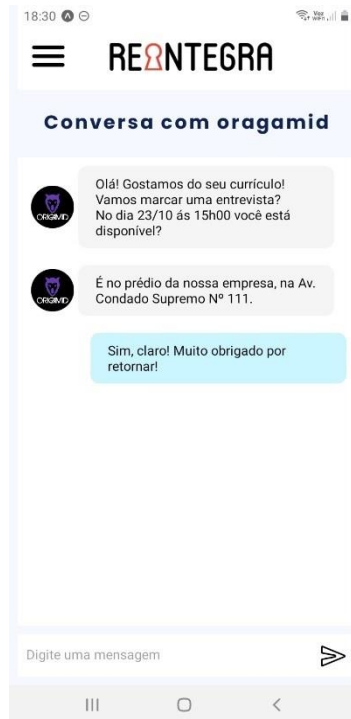 18:30
REINTEGRA
Conversa com oragamid
Olá! Gostamos do seu currículo!
Vamos marcar uma entrevista?
No dia 23/10 ás 15h00 você está
disponível?
ORIGAMID
É no prédio da nossa empresa, na Av.
Condado Supremo Nº 111.
ORIGAMID
Sim, claro! Muito obrigado por
retornar!
Digite uma mensagem